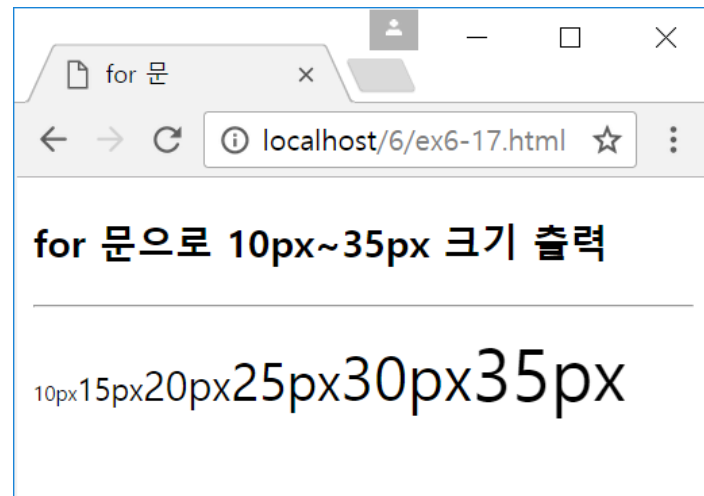 for 문
localhost/6/ex6-17.html
for 문으로 10px~35px 크기 출력
10px15px20px25px30px35px